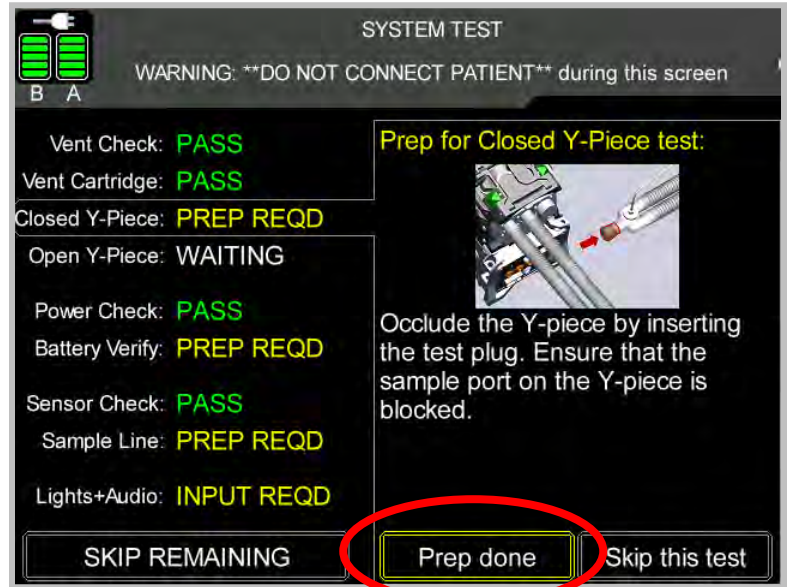 SYSTEM TEST
WARNING: **DO NOT CONNECT PATIENT** during this screen
B A
Vent Check: PASS
Vent Cartridge: PASS
Closed Y-Piece: PREP REQD
Open Y-Piece: WAITING
Power Check: PASS
Battery Verify: PREP REQD
Sensor Check: PASS
Sample Line: PREP REQD
Lights+Audio: INPUT REQD
Prep for Closed Y-Piece test:
Occlude the Y-piece by inserting
the test plug. Ensure that the
sample port on the Y-piece is
blocked.
SKIP REMAINING
Prep done
Skip this test